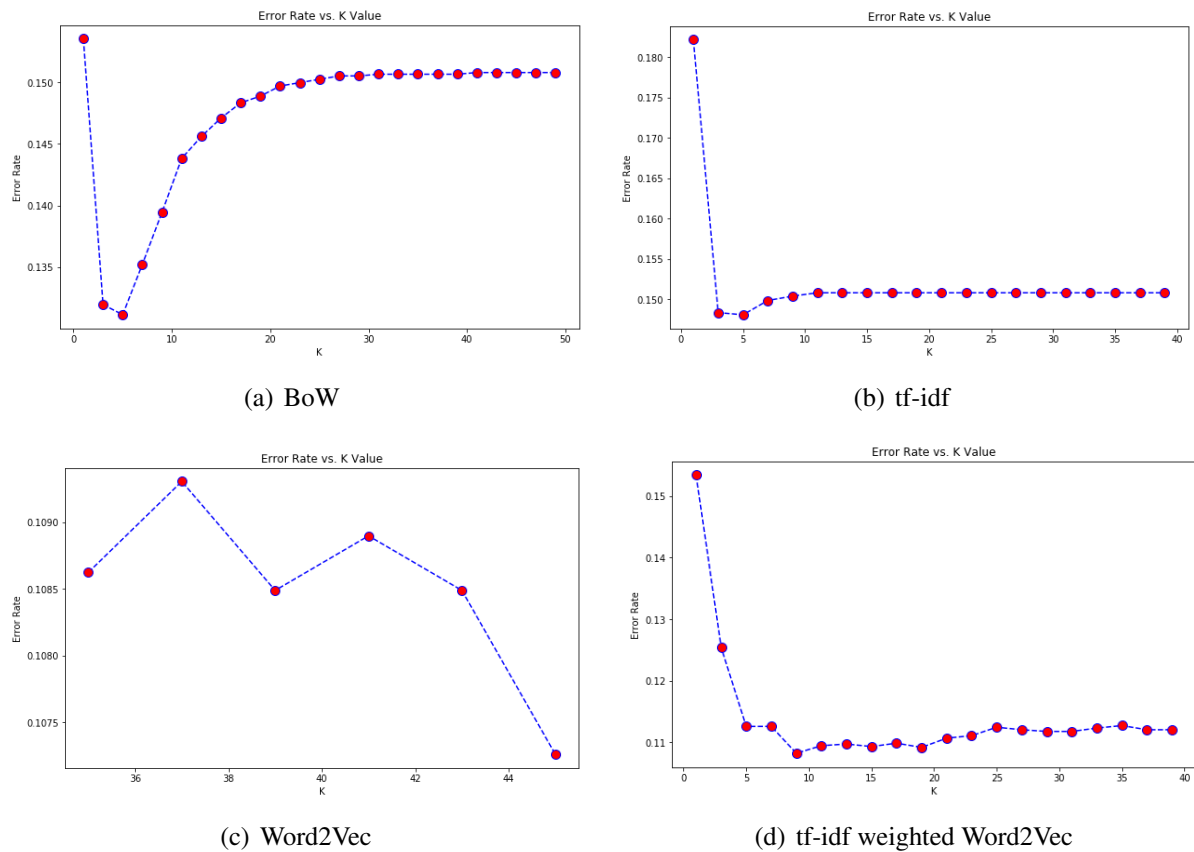 Error Rate vs. K Value
0.150
0.145
0.140
0.135
Error Rate
0 10 20 30 40 50
K
(a) BoW
Error Rate vs. K Value
0.180
0.175
0.170
0.165
0.160
0.155
0.150
Error Rate
0 5 10 15 20 25 30 35 40
K
(b) tf-idf
Error Rate vs. K Value
0.1090
0.1085
0.1080
0.1075
Error Rate
36 38 40 42 44
K
(c) Word2Vec
Error Rate vs. K Value
0.15
0.14
0.13
0.12
0.11
Error Rate
0 5 10 15 20 25 30 35 40
K
(d) tf-idf weighted Word2Vec